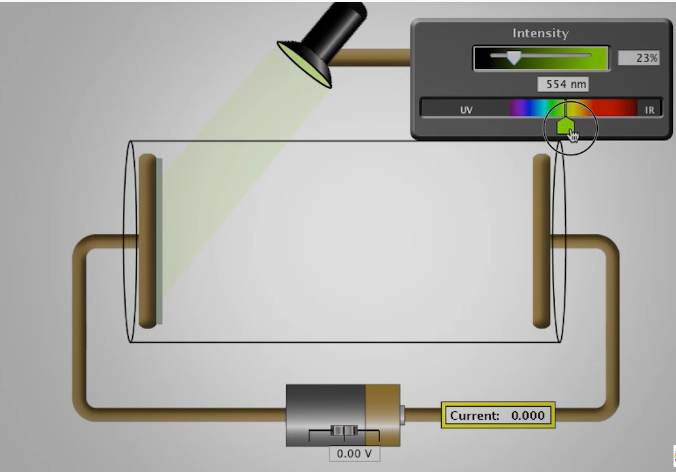 Intensity
23%
554 nm
UV
IR
Current: 0.000
0.00 V